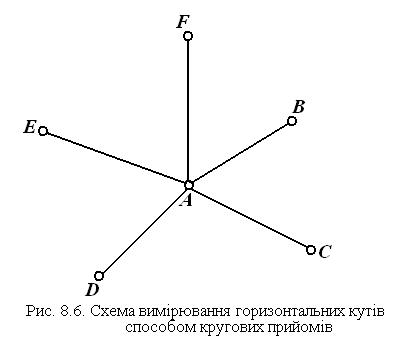 F
B
E
A
C
D
Рис. 8.6. Схема вимірювання горизонтальних кутів
способом кругових прийомів